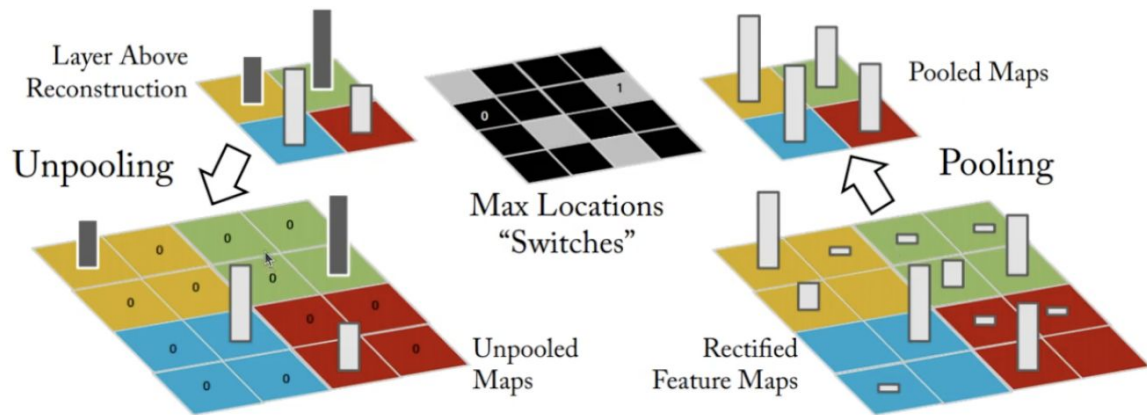 Layer Above
Reconstruction
1
0
Pooled Maps
Unpooling
Pooling
Max Locations
"Switches"
0
0
0
0
0
0
0
0
0
0
0
0
Unpooled
Maps
Rectified
Feature Maps